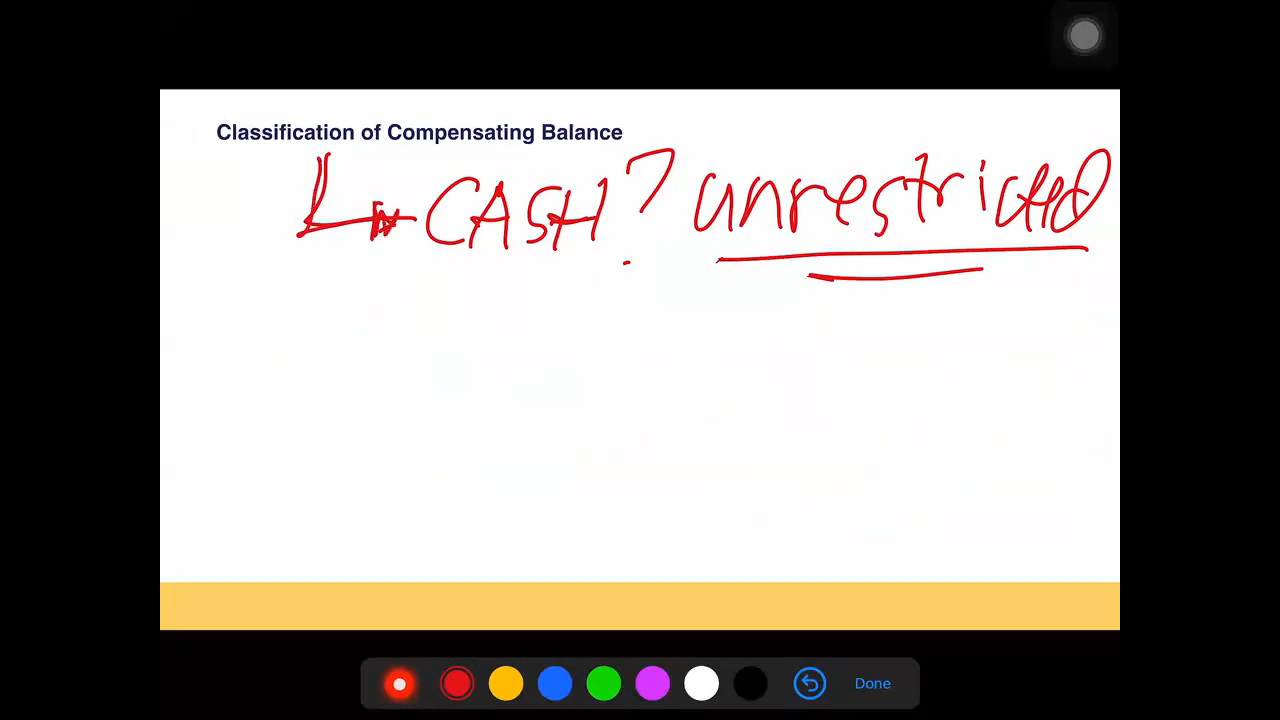 Classification of Compensating Balance
CASH? unrestricted
Done